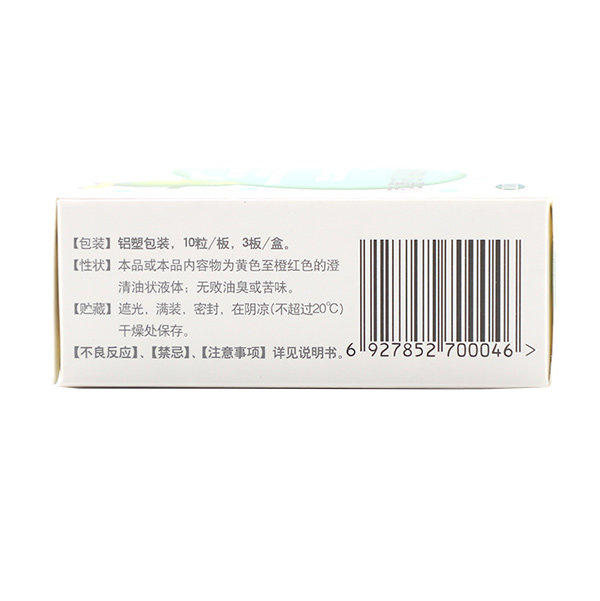 【包装】铝塑包装，10粒/板，3板/盒。
【性状】本品或本品内容物为黄色至橙红色的澄
清油状液体；无败油臭或苦味。
【贮藏】遮光，满装，密封，在阴凉(不超过20℃)
干燥处保存。
【不良反应】、【禁忌】、【注意事项】详见说明书。
6 927852 700046 >